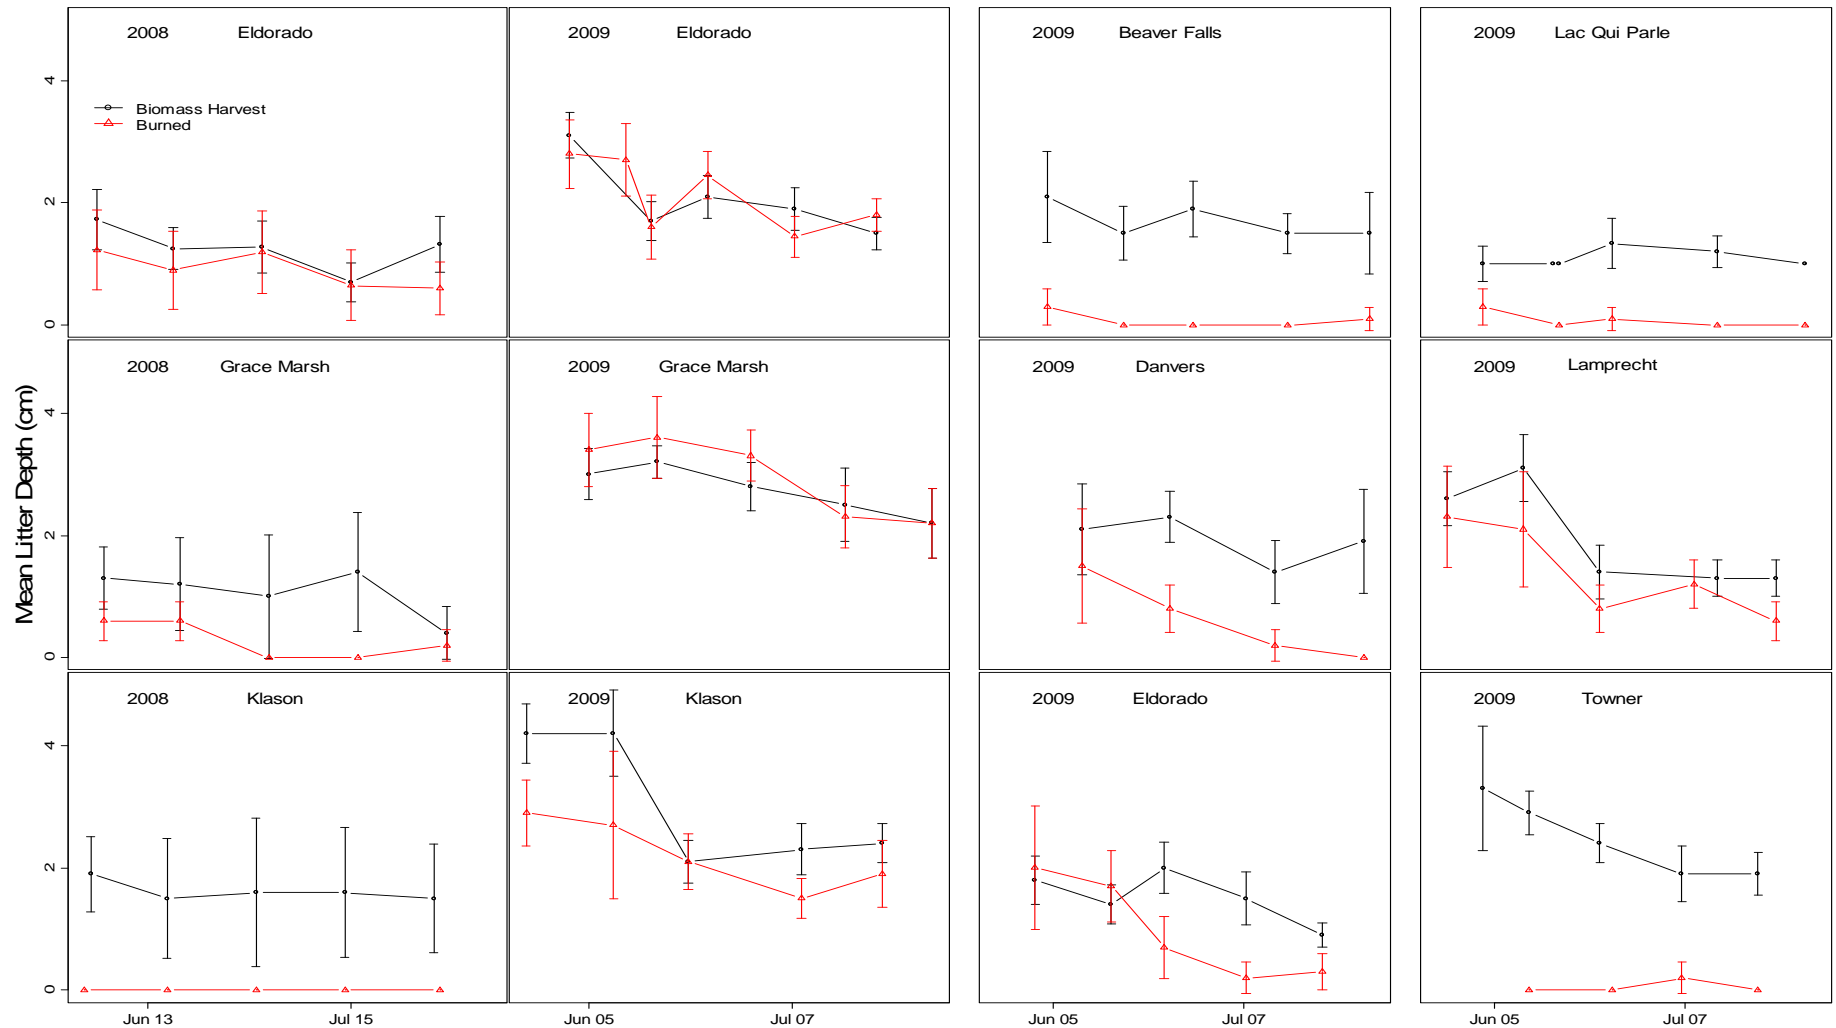 2008 Eldorado
2009 Eldorado
2009 Beaver Falls
2009 Lac Qui Parle
Biomass Harvest
Burned
4
2
0
2008 Grace Marsh
2009 Grace Marsh
2009 Danvers
2009 Lamprecht
Mean Litter Depth (cm)
4
2
0
2008 Klason
2009 Klason
2009 Eldorado
2009 Towner
4
2
0
Jun 13 Jul 15 Jun 05 Jul 07 Jun 05 Jul 07 Jun 05 Jul 07